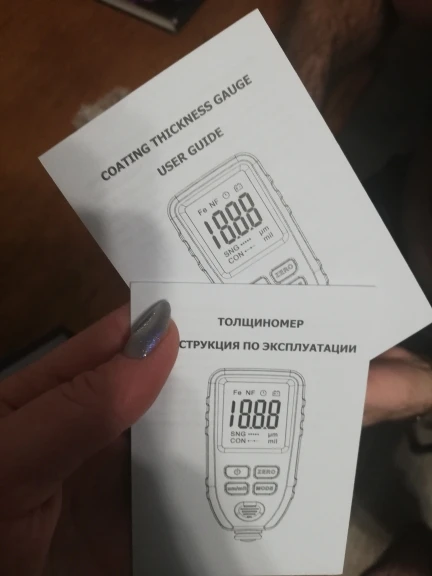 COATING THICKNESS GAUGE
USER GUIDE
Fe NF
188.8
SNG µm
CON mil
ZERO
ТОЛЩИНОМЕР
СТРУКЦИЯ ПО ЭКСПЛУАТАЦИИ
Fe NF
188.8
SNG µm
CON mil
ZERO
MODE